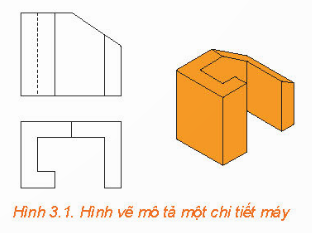 Hình 3.1. Hình vẽ mô tả một chi tiết máy